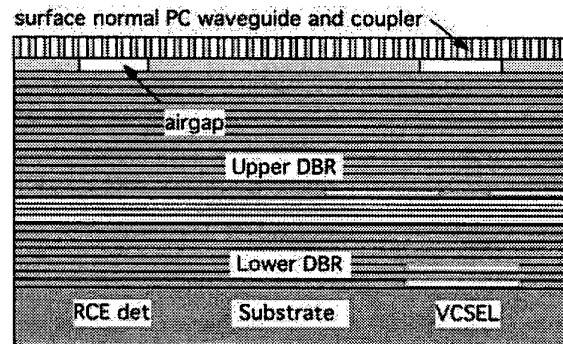 surface normal PC waveguide and coupler
airgap
Upper DBR
Lower DBR
RCE det Substrate VCSEL